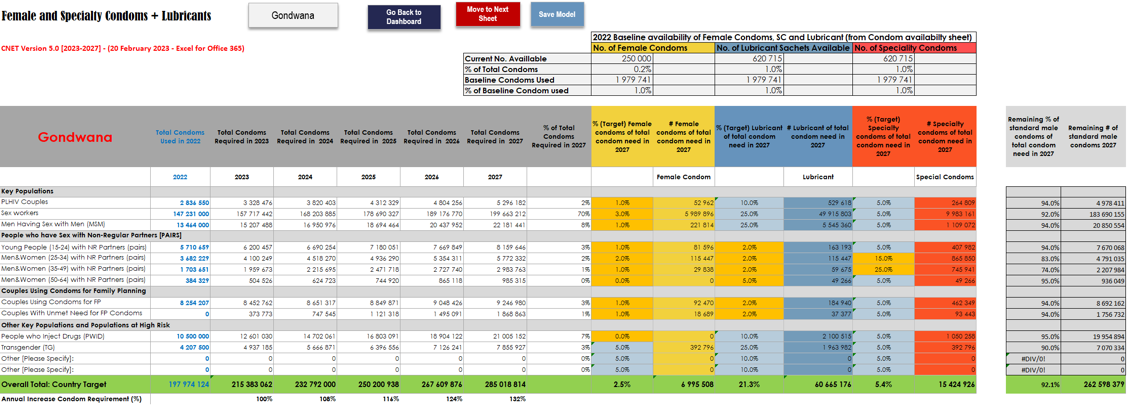 Female and Specialty Condoms + Lubricants
Gondwana
Go Back to Dashboard
Move to Next Sheet
Save Model
CNET Version 5.0 [2023-2027] - (20 February 2023 - Excel for Office 365)
2022 Baseline availability of Female Condoms, SC and Lubricant (from Condom availabilty sheet)
No. of Female Condoms No. of Lubricant Sachets Available No. of Speciality Condoms
Current No. Available 250 000 620 715 620 715
% of Total Condoms 0.2% 1.0% 1.0%
Baseline Condoms Used 1 979 741 1 979 741 1 979 741
% of Baseline Condom used 1.0% 1.0% 1.0%
Gondwana
Total Condoms Used in 2022
Total Condoms Required in 2023
Total Condoms Required in 2024
Total Condoms Required in 2025
Total Condoms Required in 2026
Total Condoms Required in 2027
% of Total Condoms Required in 2027
% (Target) Female condoms of total condom need in 2027
# Female condoms of total condom need in 2027
% (Target) Lubricant of total condom need in 2027
# Lubricant of total condom need in 2027
% (Target) Specialty condoms of total condom need in 2027
# Specialty condoms of total condom need in 2027
Remaining % of standard male condoms of total condom need in 2027
Remaining # of standard male condoms 2027
2022 2023 2024 2025 2026 2027 Female Condom Lubricant Special Condoms
Key Populations
PLHIV Couples 2 836 550 3 328 476 3 820 403 4 312 329 4 804 256 5 296 182 2% 1.0% 52 962 10.0% 529 618 5.0% 264 809 94.0% 4 978 411
Sex workers 147 231 000 157 717 442 168 203 885 178 690 327 189 176 770 199 663 212 70% 3.0% 5 989 896 25.0% 49 915 803 5.0% 9 983 161 92.0% 183 690 155
Men Having Sex with Men (MSM) 13 464 000 15 207 488 16 950 976 18 694 464 20 437 952 22 181 441 8% 1.0% 221 814 25.0% 5 545 360 5.0% 1 109 072 94.0% 20 850 554
People who have Sex with Non-Regular Partners [PAIRS]
Young People (15-24) with NR Partners (pairs) 5 710 659 6 200 457 6 690 254 7 180 051 7 669 849 8 159 646 3% 1.0% 81 596 2.0% 163 193 5.0% 407 982 94.0% 7 670 068
Men&Women (25-34) with NR Partners (pairs) 3 682 229 4 100 249 4 518 270 4 936 290 5 354 311 5 772 332 2% 2.0% 115 447 2.0% 115 447 15.0% 865 850 83.0% 4 791 035
Men&Women (35-49) with NR Partners (pairs) 1 703 651 1 959 673 2 215 695 2 471 718 2 727 740 2 983 763 1% 1.0% 29 838 2.0% 59 675 25.0% 745 941 74.0% 2 207 984
Men&Women (50-64) with NR Partners (pairs) 384 329 504 526 624 723 744 920 865 118 985 315 0% 0.0% 0 5.0% 49 266 5.0% 49 266 95.0% 936 049
Couples Using Condoms for Family Planning
Couples Using Condoms for FP 8 254 207 8 452 762 8 651 317 8 849 871 9 048 426 9 246 980 3% 1.0% 92 470 2.0% 184 940 5.0% 462 349 94.0% 8 692 162
Couples With Unmet Need for FP Condoms 0 373 773 747 545 1 121 318 1 495 091 1 868 863 1% 1.0% 18 689 2.0% 37 377 5.0% 93 443 94.0% 1 756 732
Other Key Populations and Populations at High Risk
People who Inject Drugs (PWID) 10 500 000 12 601 030 14 702 061 16 803 091 18 904 122 21 005 152 7% 0.0% 0 10.0% 2 100 515 5.0% 1 050 258 95.0% 19 954 894
Transgender (TG) 4 207 500 4 937 185 5 666 871 6 396 556 7 126 241 7 855 927 3% 5.0% 392 796 25.0% 1 963 982 5.0% 392 796 90.0% 7 070 334
Other [Please Specify]: 0 0 0 0 0 0 0% 5.0% 0 10.0% 0 5.0% 0 #DIV/0! 0
Other [Please Specify]: 0 0 0 0 0 0 0% 5.0% 0 10.0% 0 5.0% 0 #DIV/0! 0
Overall Total: Country Target 197 974 124 215 383 062 232 792 000 250 200 938 267 609 876 285 018 814 2.5% 6 995 508 21.3% 60 665 176 5.4% 15 424 926 92.1% 262 598 379
Annual Increase Condom Requirement (%) 100% 108% 116% 124% 132%